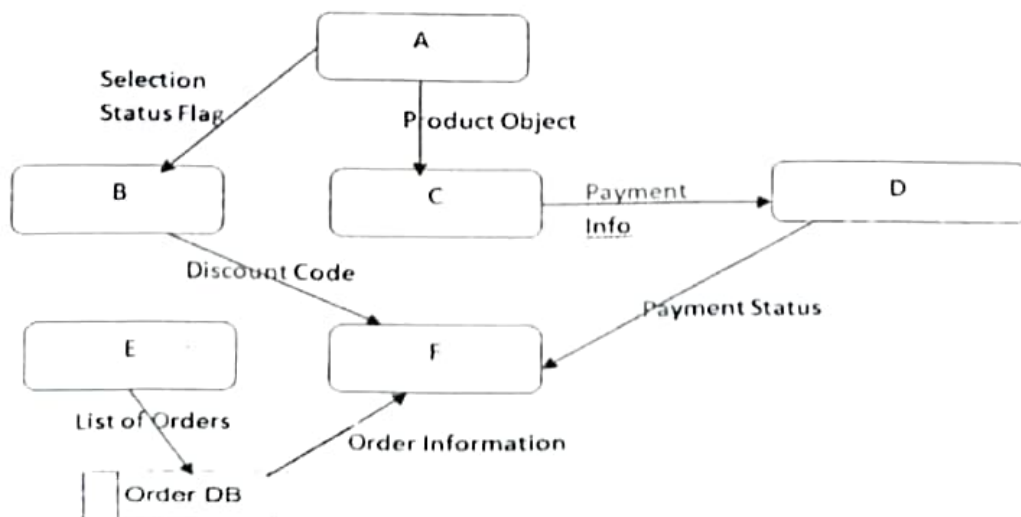 A
Selection
Status Flag
Product Object
B
C
Payment
Info
D
Discount Code
Payment Status
E
F
List of Orders
Order Information
Order DB